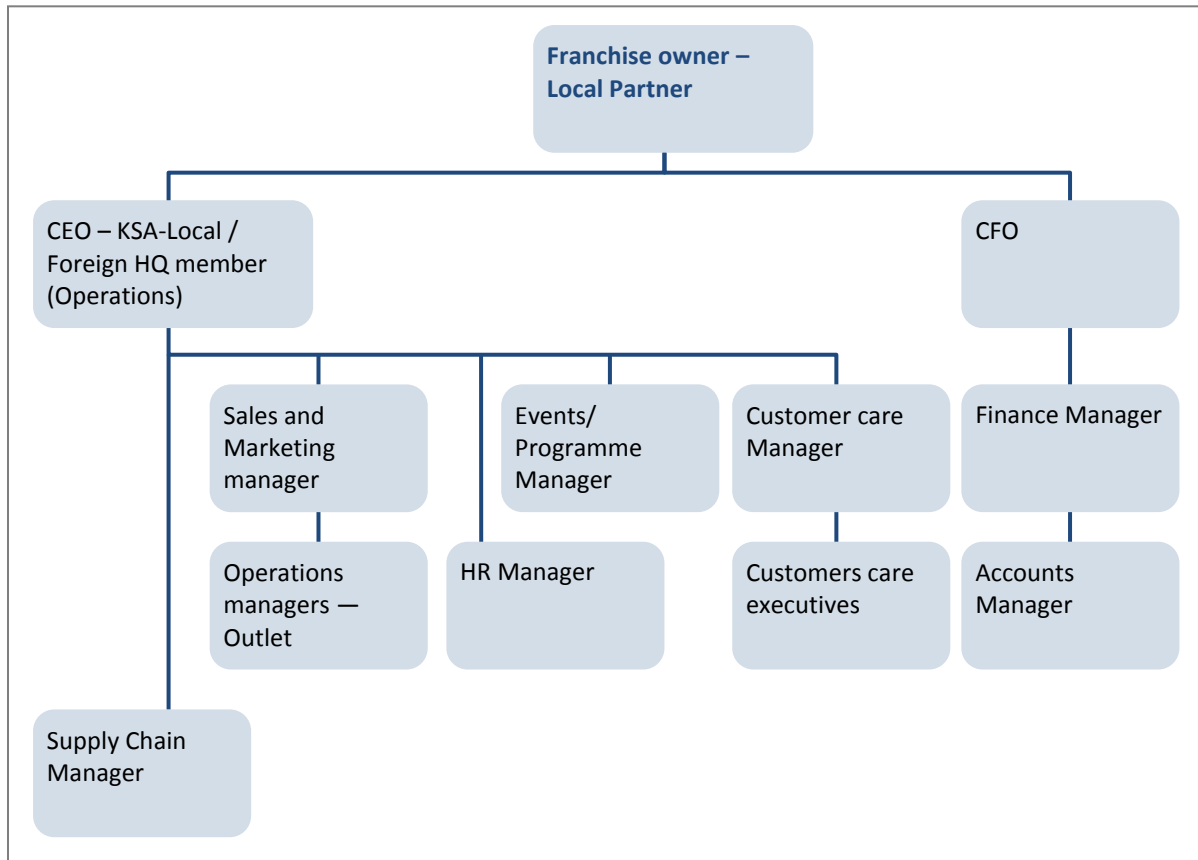 Franchise owner –
Local Partner
CEO – KSA-Local /
Foreign HQ member
(Operations)
CFO
Sales and
Marketing
manager
Events/
Programme
Manager
Customer care
Manager
Finance Manager
Operations
managers —
Outlet
HR Manager
Customers care
executives
Accounts
Manager
Supply Chain
Manager